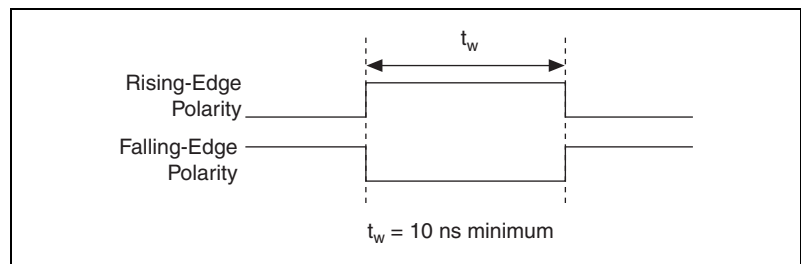 t_w
Rising-Edge
Polarity
Falling-Edge
Polarity
t_w = 10 ns minimum